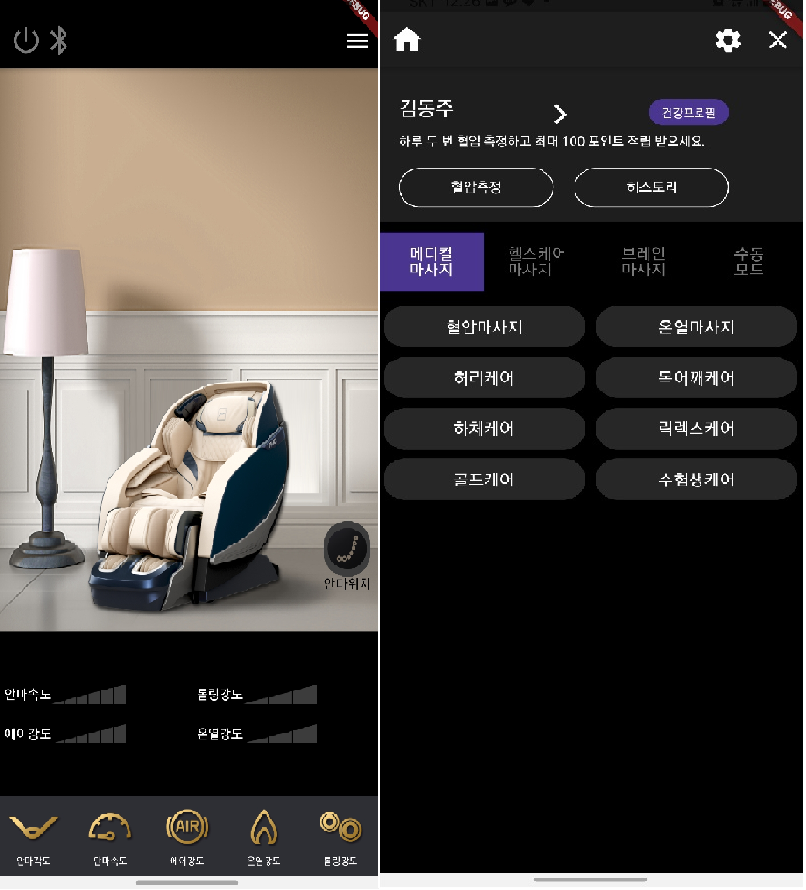 안마위치
안마속도
롤링강도
에어강도
온열강도
AIR
안마각도
안마속도
에어강도
온열강도
롤링강도
SKT 12:26
김동주
건강프로필
하루 두 번 혈압 측정하고 최대 100 포인트 적립 받으세요.
혈압측정
히스토리
메디컬
마사지
헬스케어
마사지
브레인
마사지
수동
모드
혈압마사지
온열마사지
허리케어
목어깨케어
하체케어
릴렉스케어
골프케어
수험생케어